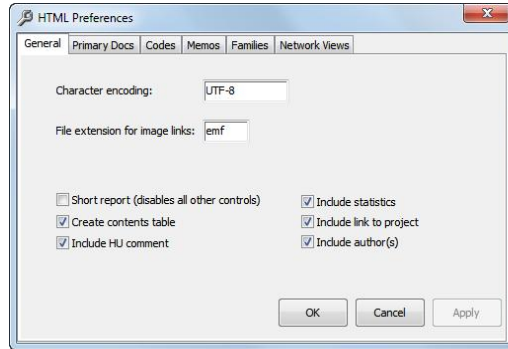 HTML Preferences
General Primary Docs Codes Memos Families Network Views
Character encoding: UTF-8
File extension for image links: emf
Short report (disables all other controls) Include statistics
Create contents table Include link to project
Include HU comment Include author(s)
OK Cancel Apply